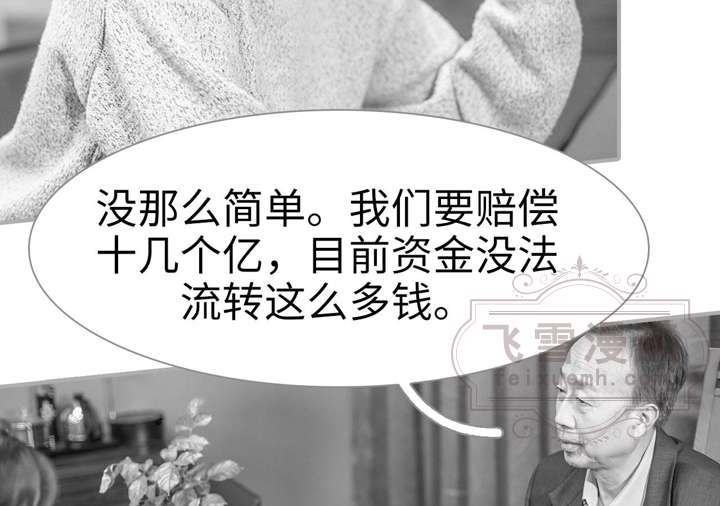 没那么简单。我们要赔偿
十几个亿，目前资金没法
流转这么多钱。
飞雪漫画
feixuemh.com